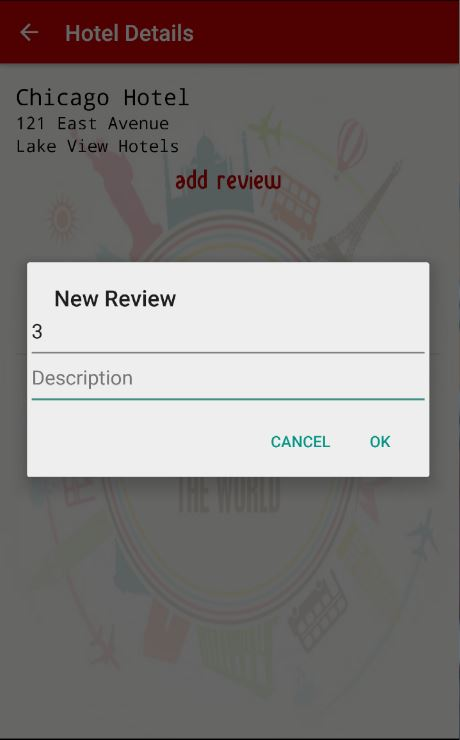 Hotel Details
Chicago Hotel
121 East Avenue
Lake View Hotels
add review
New Review
3
Description
CANCEL OK
THE WORLD